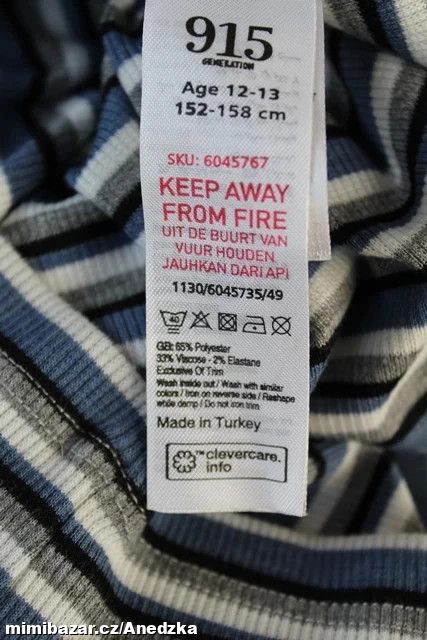 915
GENERATION
Age 12-13
152-158 cm
SKU: 6045767
KEEP AWAY
FROM FIRE
UIT DE BUURT VAN
VUUR HOUDEN
JAUHKAN DARI API
1130/6045735/49
40
GB: 65% Polyester
33% Viscose - 2% Elastane
Exclusive Of Trim
Wash inside out / Wash with similar
colors / Iron on reverse side / Reshape
while damp / Do not iron trim
Made in Turkey
™clevercare.
info
mimibazar.cz/Anedzka